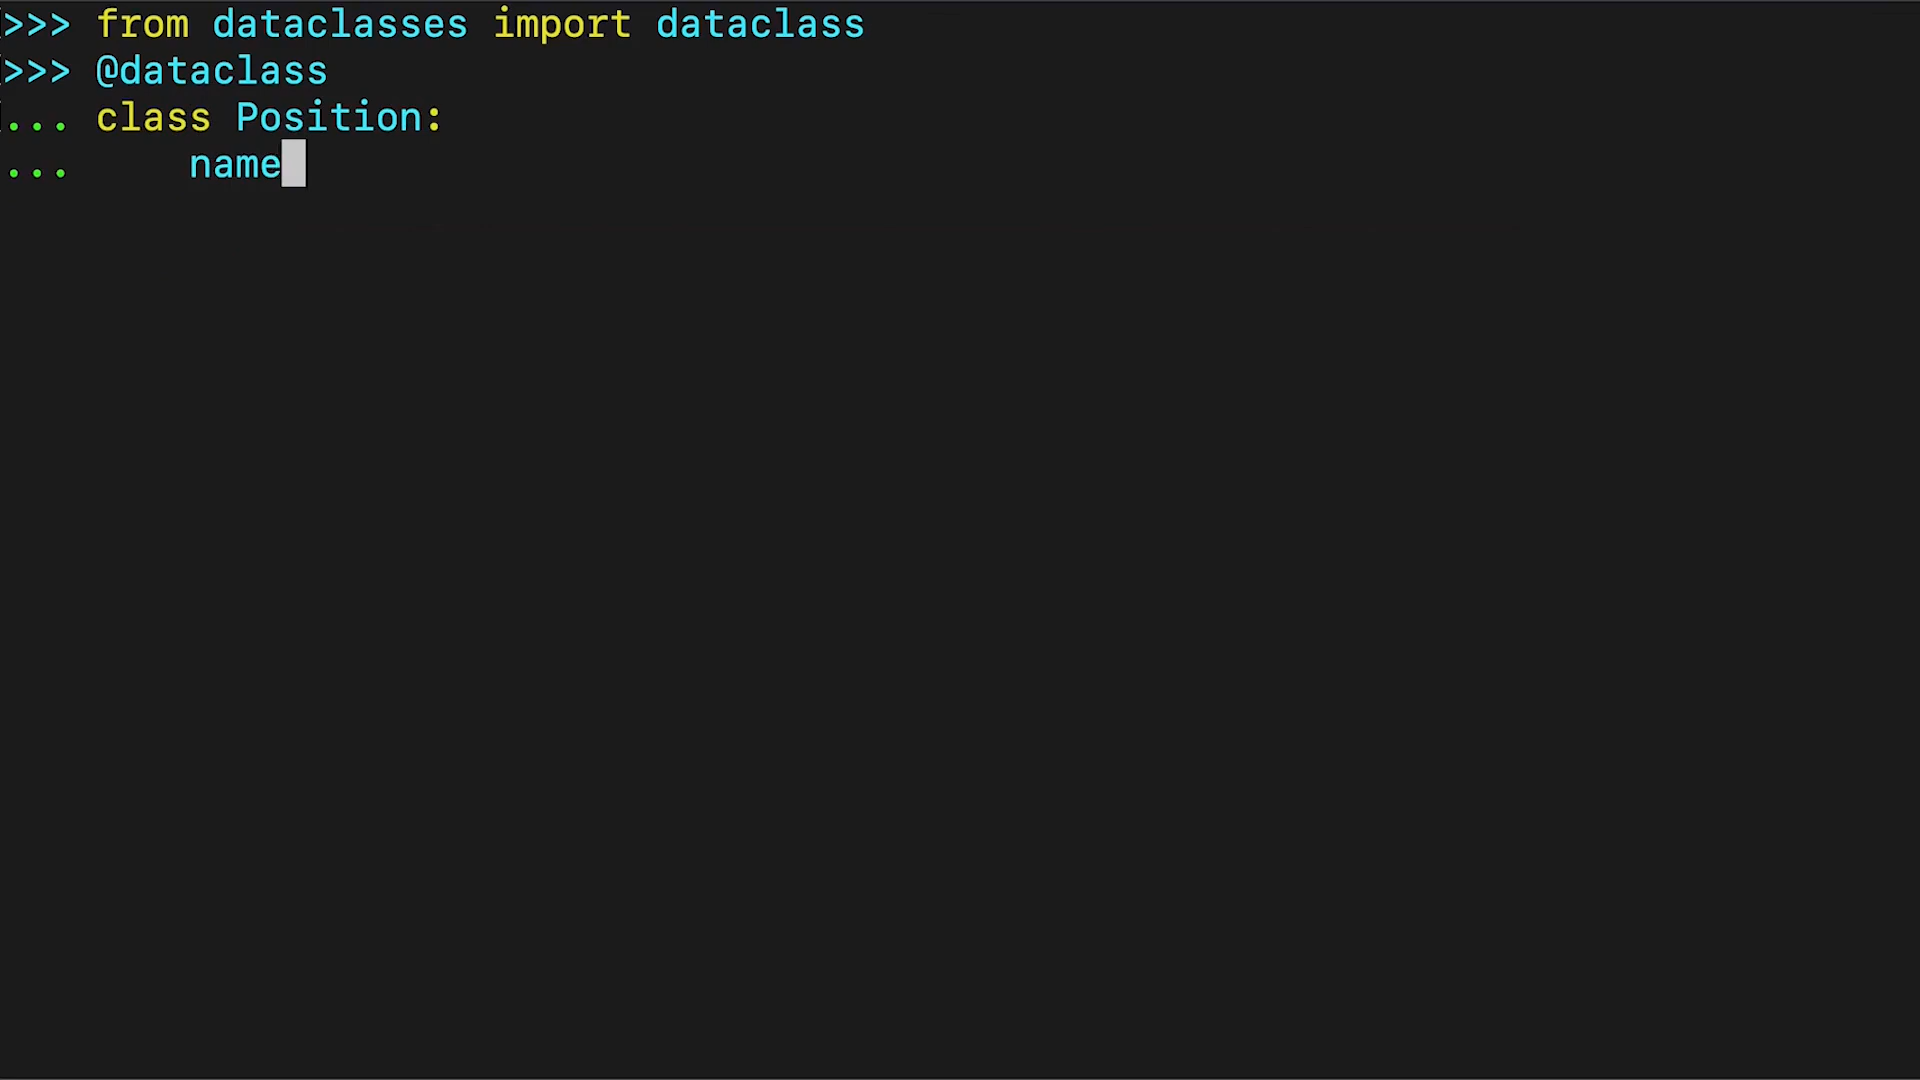 >>> from dataclasses import dataclass
>>> @dataclass
... class Position:
...     name